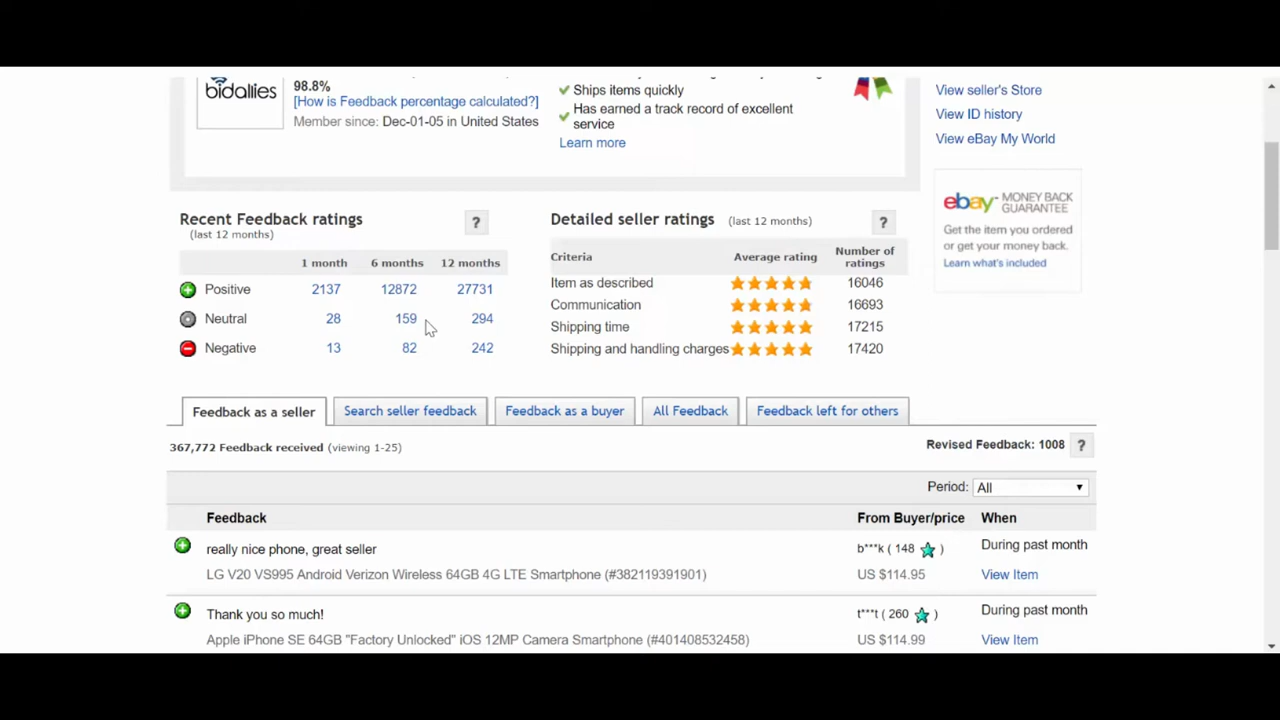 bidallies
98.8%
[How is Feedback percentage calculated?]
Member since: Dec-01-05 in United States
Ships items quickly
Has earned a track record of excellent
service
Learn more
View seller's Store
View ID history
View eBay My World
ebay MONEY BACK
GUARANTEE
Get the item you ordered
or get your money back.
Learn what's included
Recent Feedback ratings ?
(last 12 months)
1 month 6 months 12 months
Positive 2137 12872 27731
Neutral 28 159 294
Negative 13 82 242
Detailed seller ratings (last 12 months) ?
Criteria Average rating Number of
ratings
Item as described 16046
Communication 16693
Shipping time 17215
Shipping and handling charges 17420
Feedback as a seller Search seller feedback Feedback as a buyer All Feedback Feedback left for others
367,772 Feedback received (viewing 1-25) Revised Feedback: 1008 ?
Period: All
Feedback From Buyer/price When
really nice phone, great seller b***k ( 148 ) During past month
LG V20 VS995 Android Verizon Wireless 64GB 4G LTE Smartphone (#382119391901) US $114.95 View Item
Thank you so much! t***t ( 260 ) During past month
Apple iPhone SE 64GB "Factory Unlocked" iOS 12MP Camera Smartphone (#401408532458) US $114.99 View Item